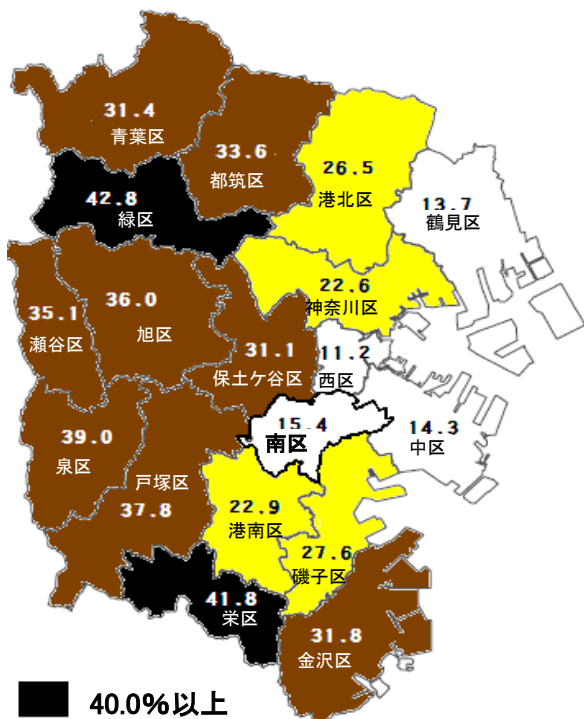 31.4
青葉区
33.6
都筑区
26.5
港北区
13.7
鶴見区
42.8
緑区
22.6
神奈川区
35.1
瀬谷区
36.0
旭区
31.1
保土ケ谷区
11.2
西区
15.4
南区
14.3
中区
39.0
泉区
戸塚区
37.8
22.9
港南区
27.6
磯子区
41.8
栄区
31.8
金沢区
40.0%以上